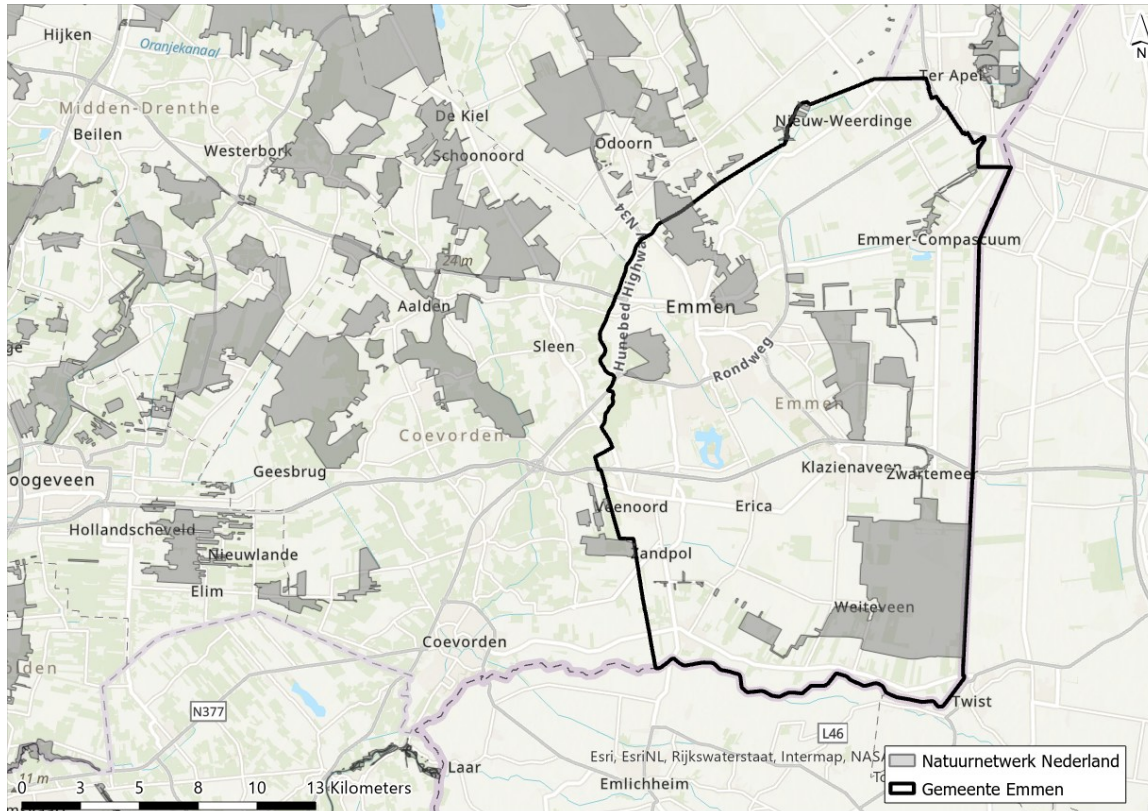 Hijken
Oranjekanaal
Ter Apel
N
Midden-Drenthe
De Kiel
Nieuw-Weerdinge
Beilen
Odoorn
Westerbork
Schoonoord
N34
Emmer-Compascuum
24 m
Hunebed Highway
Aalden
Emmen
Sleen
ge
Rondweg
Emmen
Coevorden
Geesbrug
Klazienaveen
Zwartemeer
oogeveen
Veenoord
Erica
Hollandscheveld
Nieuwlande
Zandpol
Elim
Weiteveen
Coevorden
olden
Twist
N377
L46
Esri, EsriNL, Rijkswaterstaat, Intermap, NASA
Laar
11 m
Emlichheim
0 3 5 8 10 13 Kilometers
Natuurnetwerk Nederland
Gemeente Emmen